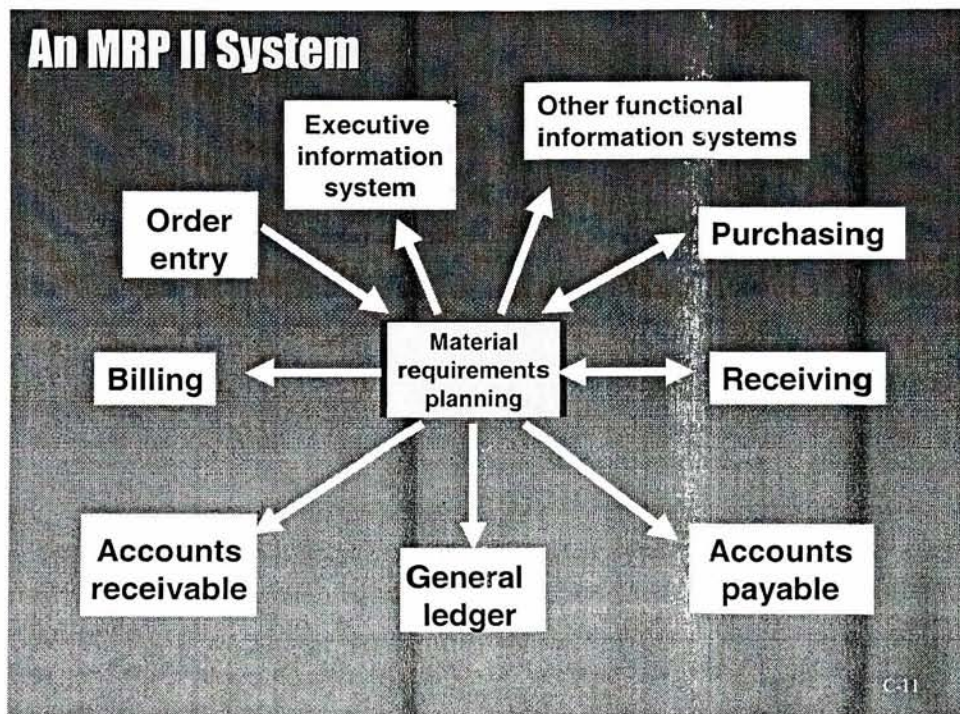 An MRP II System
Executive
information
system
Other functional
information systems
Order
entry
Purchasing
Material
requirements
planning
Billing
Receiving
Accounts
receivable
General
ledger
Accounts
payable
C-11